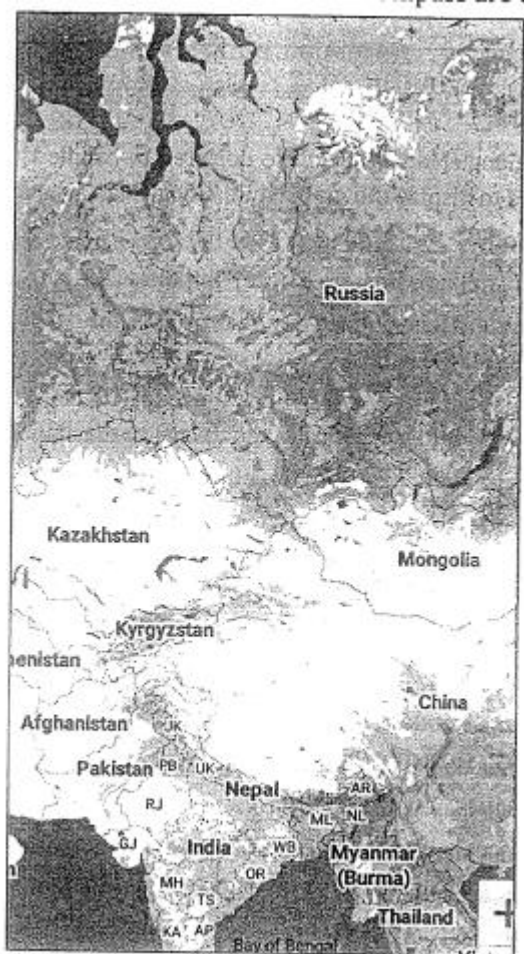 Russia
Kazakhstan
Mongolia
Kyrgyzstan
enistan
China
Afghanistan
JK
Pakistan
PB
UK
Nepal
AR
RJ
ML
NL
GJ
India
WB
Myanmar
(Burma)
MH
OR
TS
Thailand
KA
AP
Bay of Bengal